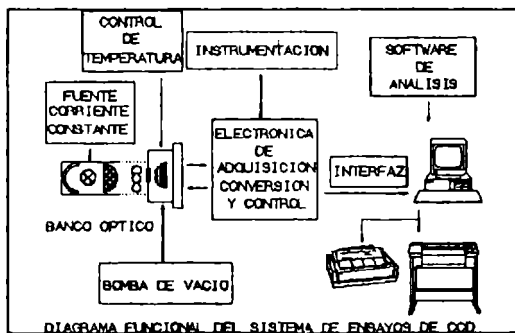 CONTROL
DE
TEMPERATURA
INSTRUMENTACION
SOFTWARE
DE
ANALISIS
FUENTE
CORRIENTE
CONSTANTE
ELECTRONICA
DE
ADQUISICION
CONVERSION
Y CONTROL
INTERFAZ
BANCO OPTICO
BOMBA DE VACIO
DIAGRAMA FUNCIONAL DEL SISTEMA DE ENSAYOS DE CCD